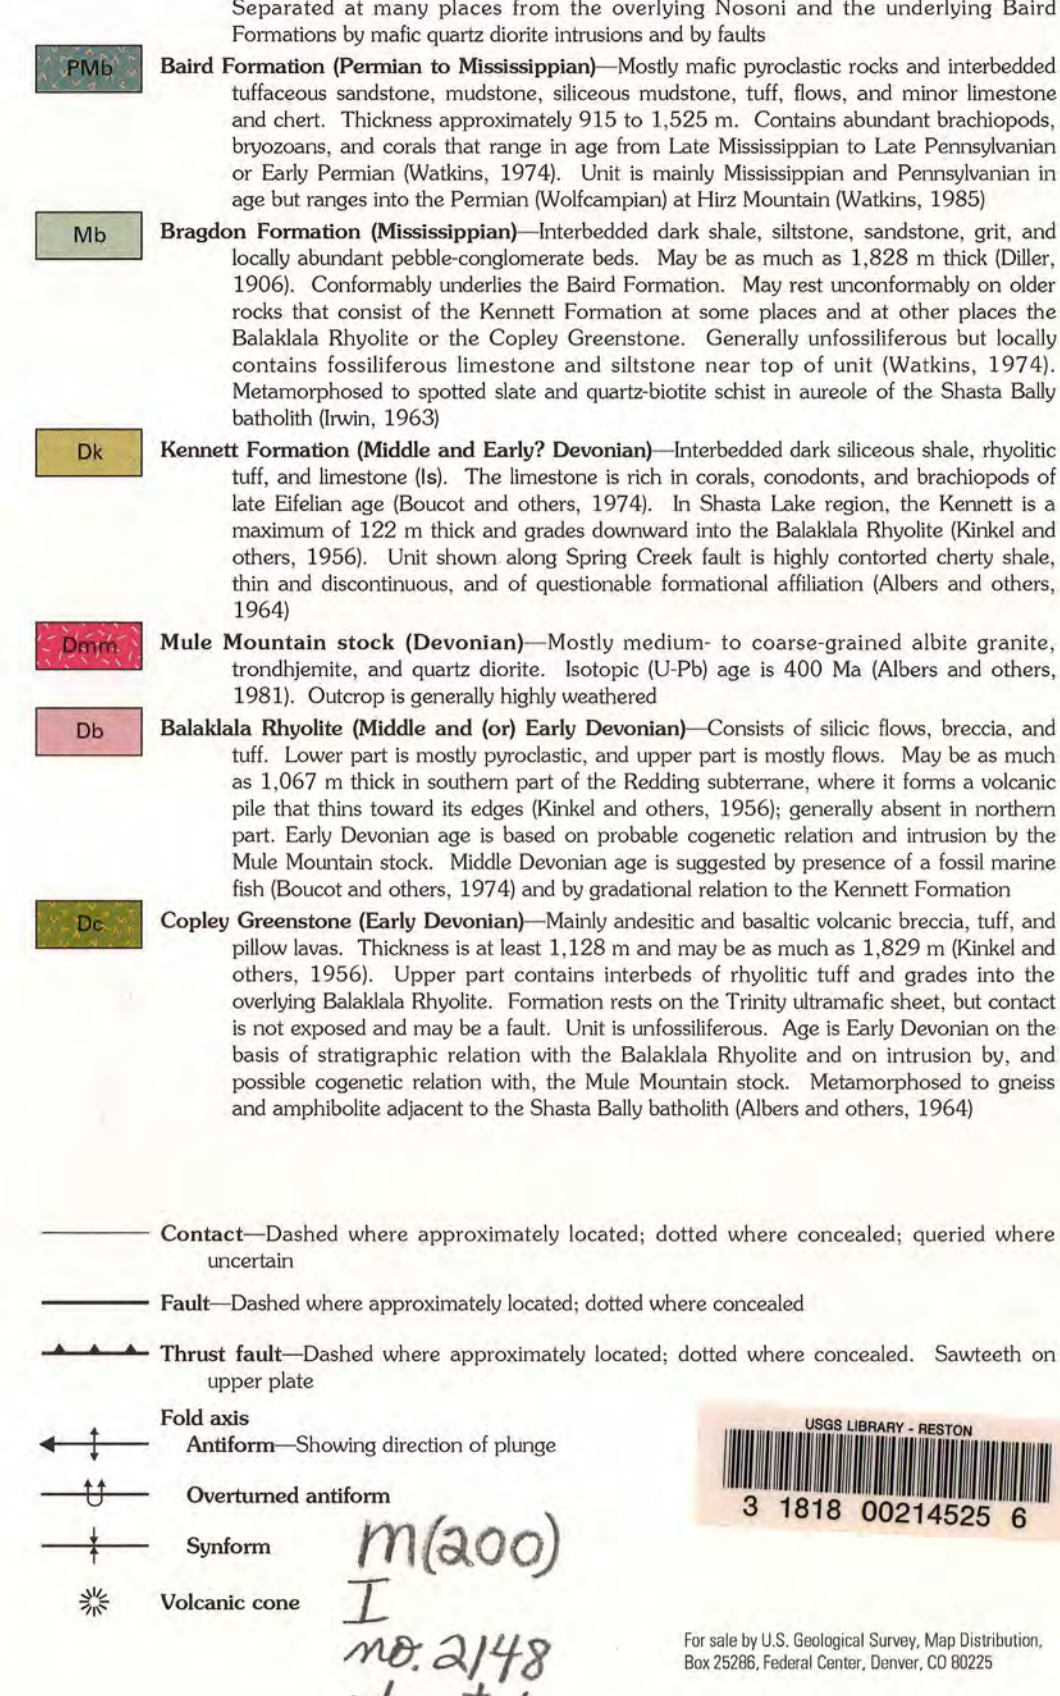 Separated at many places from the overlying Nosoni and the underlying Baird
Formations by mafic quartz diorite intrusions and by faults
PMb
Baird Formation (Permian to Mississippian)—Mostly mafic pyroclastic rocks and interbedded
tuffaceous sandstone, mudstone, siliceous mudstone, tuff, flows, and minor limestone
and chert. Thickness approximately 915 to 1,525 m. Contains abundant brachiopods,
bryozoans, and corals that range in age from Late Mississippian to Late Pennsylvanian
or Early Permian (Watkins, 1974). Unit is mainly Mississippian and Pennsylvanian in
age but ranges into the Permian (Wolfcampian) at Hirz Mountain (Watkins, 1985)
Mb
Bragdon Formation (Mississippian)—Interbedded dark shale, siltstone, sandstone, grit, and
locally abundant pebble-conglomerate beds. May be as much as 1,828 m thick (Diller,
1906). Conformably underlies the Baird Formation. May rest unconformably on older
rocks that consist of the Kennett Formation at some places and at other places the
Balaklala Rhyolite or the Copley Greenstone. Generally unfossiliferous but locally
contains fossiliferous limestone and siltstone near top of unit (Watkins, 1974).
Metamorphosed to spotted slate and quartz-biotite schist in aureole of the Shasta Bally
batholith (Irwin, 1963)
Dk
Kennett Formation (Middle and Early? Devonian)—Interbedded dark siliceous shale, rhyolitic
tuff, and limestone (ls). The limestone is rich in corals, conodonts, and brachiopods of
late Eifelian age (Boucot and others, 1974). In Shasta Lake region, the Kennett is a
maximum of 122 m thick and grades downward into the Balaklala Rhyolite (Kinkel and
others, 1956). Unit shown along Spring Creek fault is highly contorted cherty shale,
thin and discontinuous, and of questionable formational affiliation (Albers and others,
1964)
Dmm
Mule Mountain stock (Devonian)—Mostly medium- to coarse-grained albite granite,
trondhjemite, and quartz diorite. Isotopic (U-Pb) age is 400 Ma (Albers and others,
1981). Outcrop is generally highly weathered
Db
Balaklala Rhyolite (Middle and (or) Early Devonian)—Consists of silicic flows, breccia, and
tuff. Lower part is mostly pyroclastic, and upper part is mostly flows. May be as much
as 1,067 m thick in southern part of the Redding subterrane, where it forms a volcanic
pile that thins toward its edges (Kinkel and others, 1956); generally absent in northern
part. Early Devonian age is based on probable cogenetic relation and intrusion by the
Mule Mountain stock. Middle Devonian age is suggested by presence of a fossil marine
fish (Boucot and others, 1974) and by gradational relation to the Kennett Formation
Dc
Copley Greenstone (Early Devonian)—Mainly andesitic and basaltic volcanic breccia, tuff, and
pillow lavas. Thickness is at least 1,128 m and may be as much as 1,829 m (Kinkel and
others, 1956). Upper part contains interbeds of rhyolitic tuff and grades into the
overlying Balaklala Rhyolite. Formation rests on the Trinity ultramafic sheet, but contact
is not exposed and may be a fault. Unit is unfossiliferous. Age is Early Devonian on the
basis of stratigraphic relation with the Balaklala Rhyolite and on intrusion by, and
possible cogenetic relation with, the Mule Mountain stock. Metamorphosed to gneiss
and amphibolite adjacent to the Shasta Bally batholith (Albers and others, 1964)
Contact—Dashed where approximately located; dotted where concealed; queried where
uncertain
Fault—Dashed where approximately located; dotted where concealed
Thrust fault—Dashed where approximately located; dotted where concealed. Sawteeth on
upper plate
Fold axis
Antiform—Showing direction of plunge
Overturned antiform
Synform
Volcanic cone
USGS LIBRARY - RESTON
3 1818 00214525 6
M(200)
I
no. 2148
For sale by U.S. Geological Survey, Map Distribution,
Box 25286, Federal Center, Denver, CO 80225